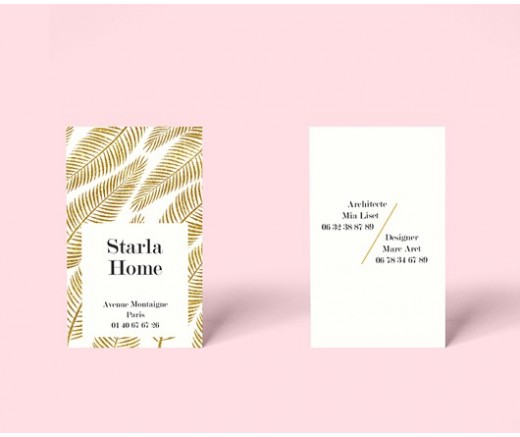 Starla
Home
Avenue Montaigne
Paris
01 40 67 67 26
Architecte
Mia Liset
06 32 38 87 89
Designer
Marc Aret
06 78 34 67 89